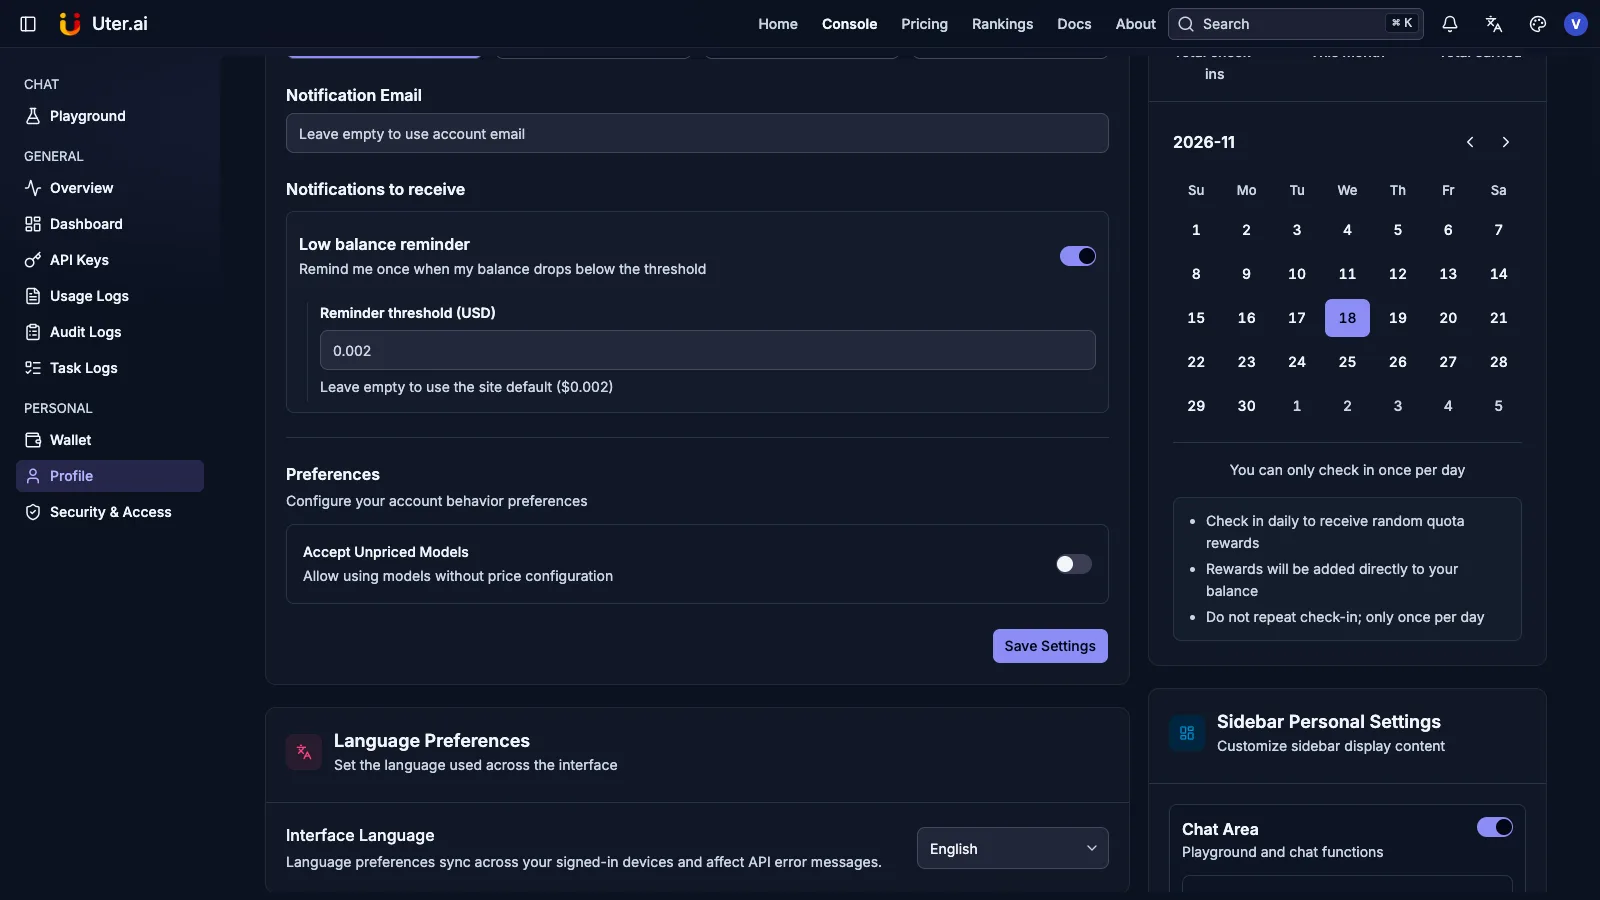 Uter.ai
Home
Console
Pricing
Rankings
Docs
About
Search
⌘ K
V
CHAT
Playground
GENERAL
Overview
Dashboard
API Keys
Usage Logs
Audit Logs
Task Logs
PERSONAL
Wallet
Profile
Security & Access
Notification Email
Leave empty to use account email
Notifications to receive
Low balance reminder
Remind me once when my balance drops below the threshold
Reminder threshold (USD)
0.002
Leave empty to use the site default ($0.002)
Preferences
Configure your account behavior preferences
Accept Unpriced Models
Allow using models without price configuration
Save Settings
Language Preferences
Set the language used across the interface
Interface Language
Language preferences sync across your signed-in devices and affect API error messages.
English
ins
2026-11
Su Mo Tu We Th Fr Sa
1 2 3 4 5 6 7
8 9 10 11 12 13 14
15 16 17 18 19 20 21
22 23 24 25 26 27 28
29 30 1 2 3 4 5
You can only check in once per day
• Check in daily to receive random quota
rewards
• Rewards will be added directly to your
balance
• Do not repeat check-in; only once per day
Sidebar Personal Settings
Customize sidebar display content
Chat Area
Playground and chat functions